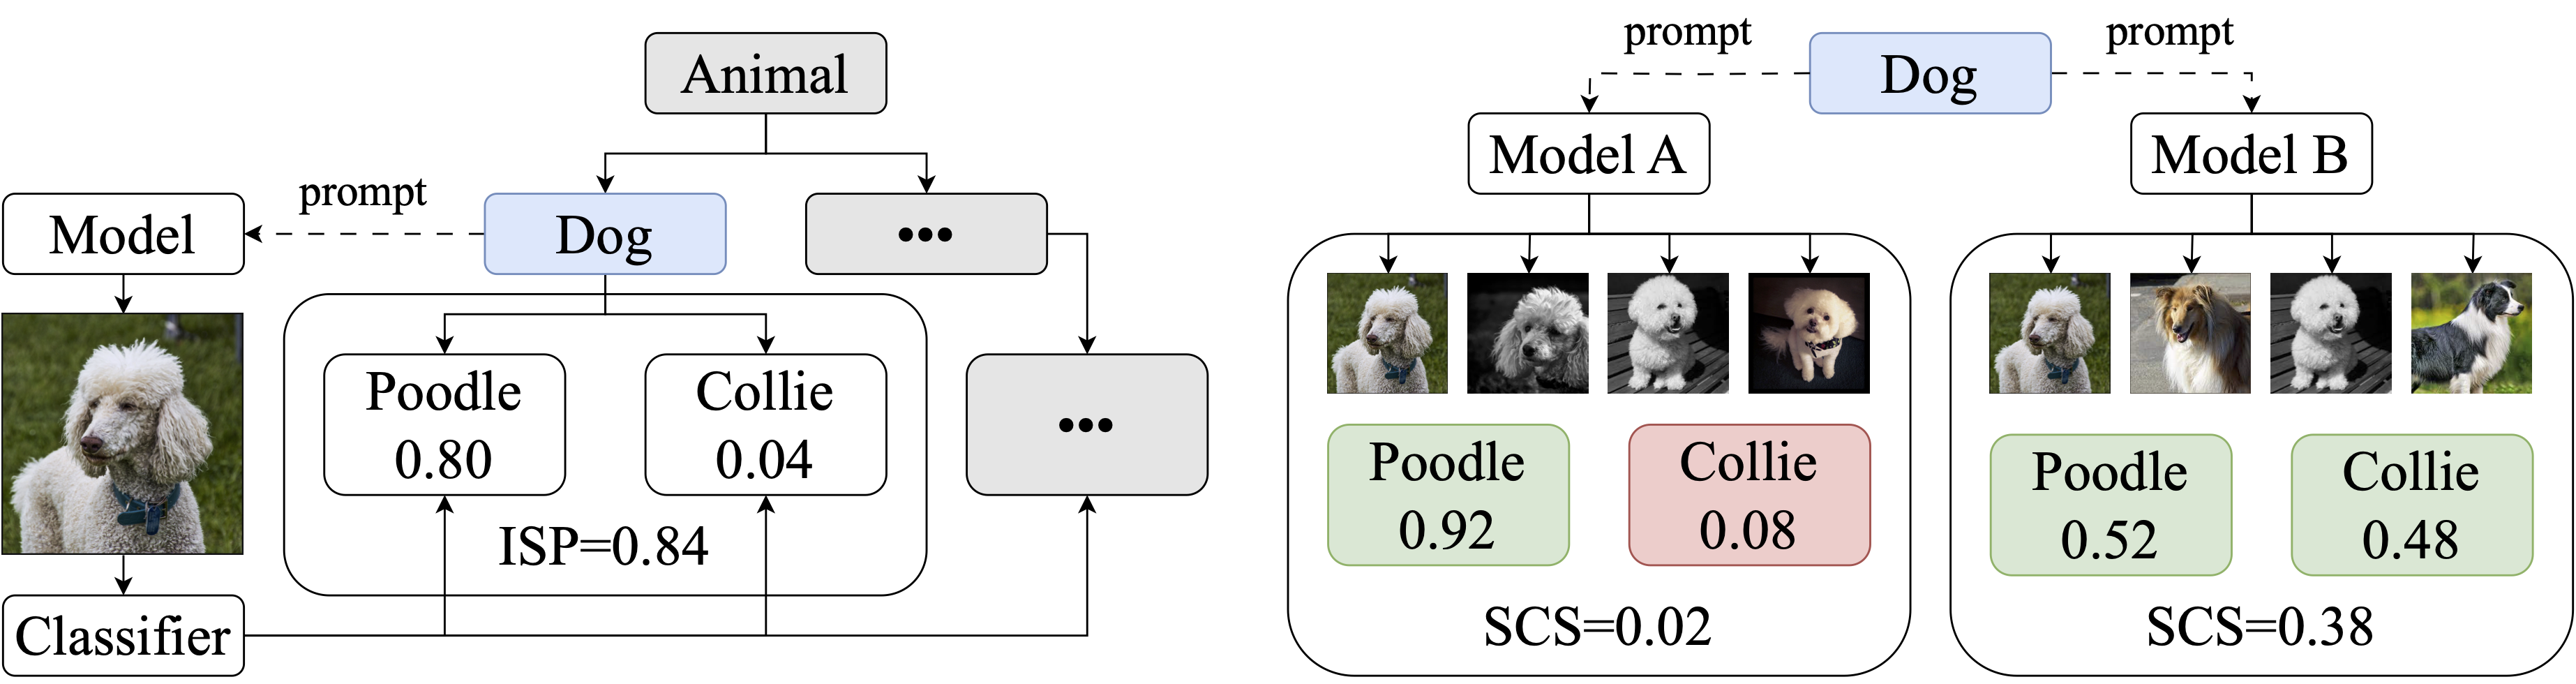 Animal
prompt
Model
Dog
•••
Poodle
0.80
Collie
0.04
•••
ISP=0.84
Classifier
prompt
Dog
prompt
Model A
Model B
Poodle
0.92
Collie
0.08
SCS=0.02
Poodle
0.52
Collie
0.48
SCS=0.38